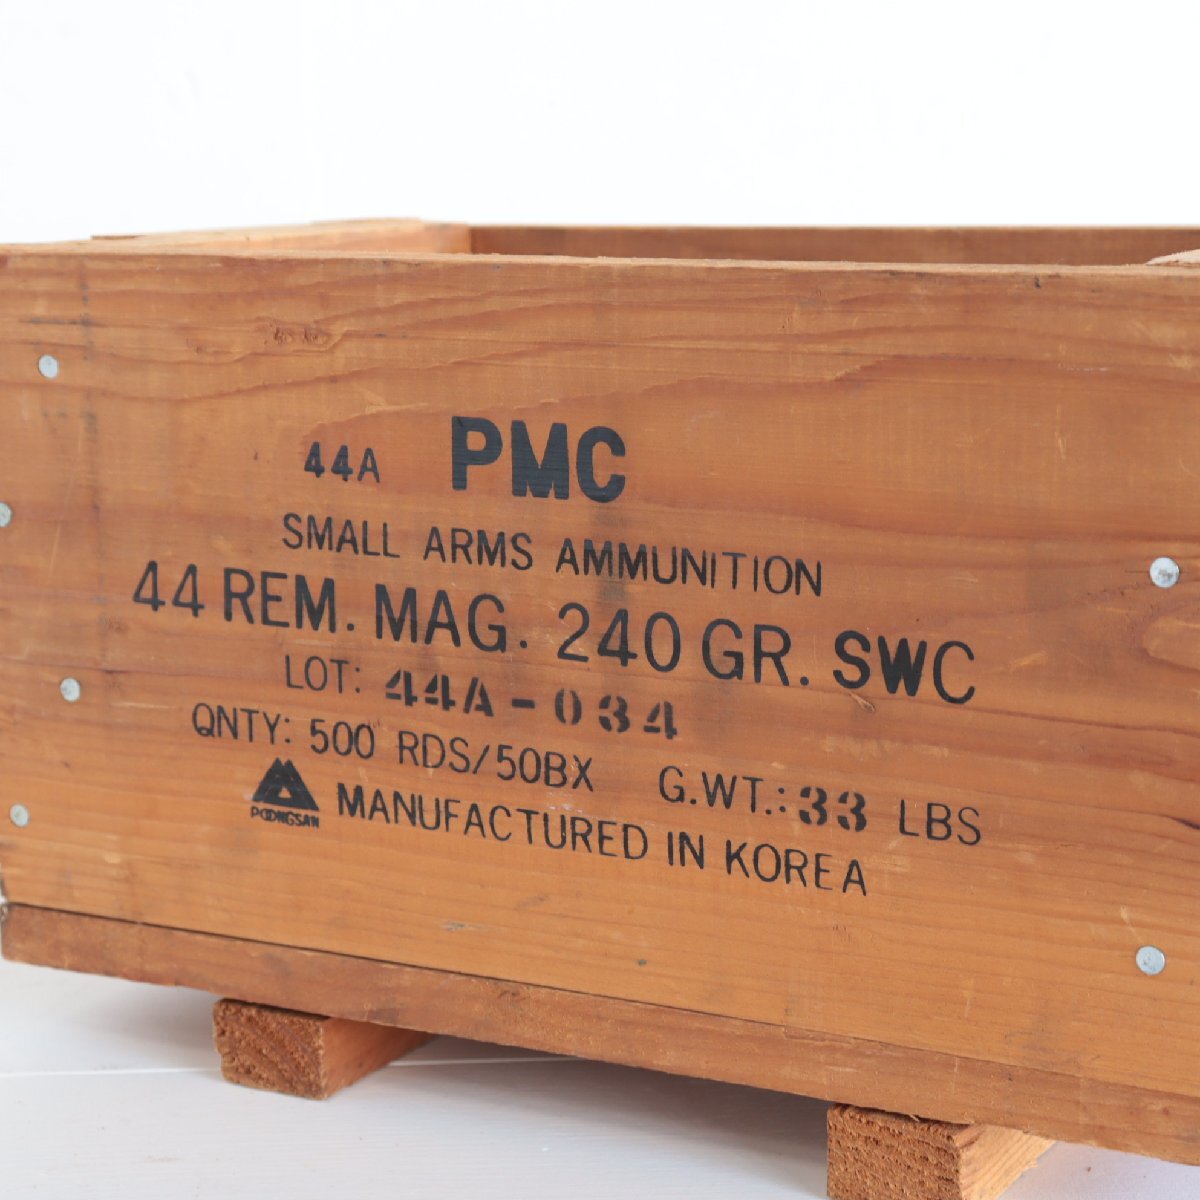 44A PMC
SMALL ARMS AMMUNITION
44 REM. MAG. 240 GR. SWC
LOT: 44A-034
QNTY: 500 RDS/50BX G.WT.: 33 LBS
POONGSAN MANUFACTURED IN KOREA